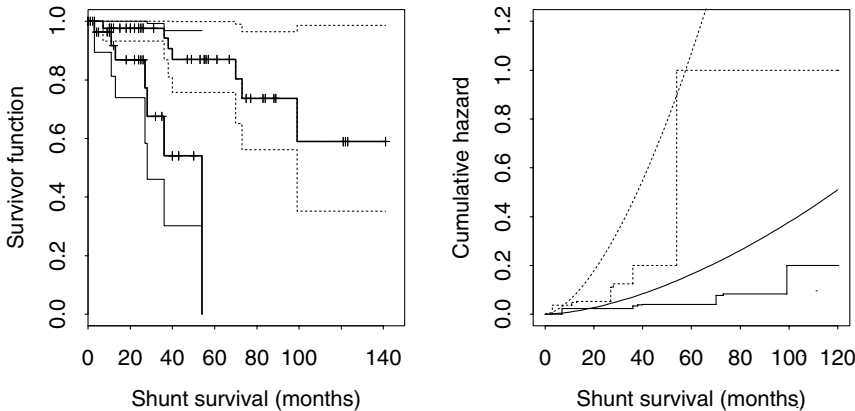 Survivor function
1.0
0.8
0.6
0.4
0.2
0.0
0 20 40 60 80 100 140
Shunt survival (months)
Cumulative hazard
1.2
1.0
0.8
0.6
0.4
0.2
0.0
0 20 40 60 80 100 120
Shunt survival (months)